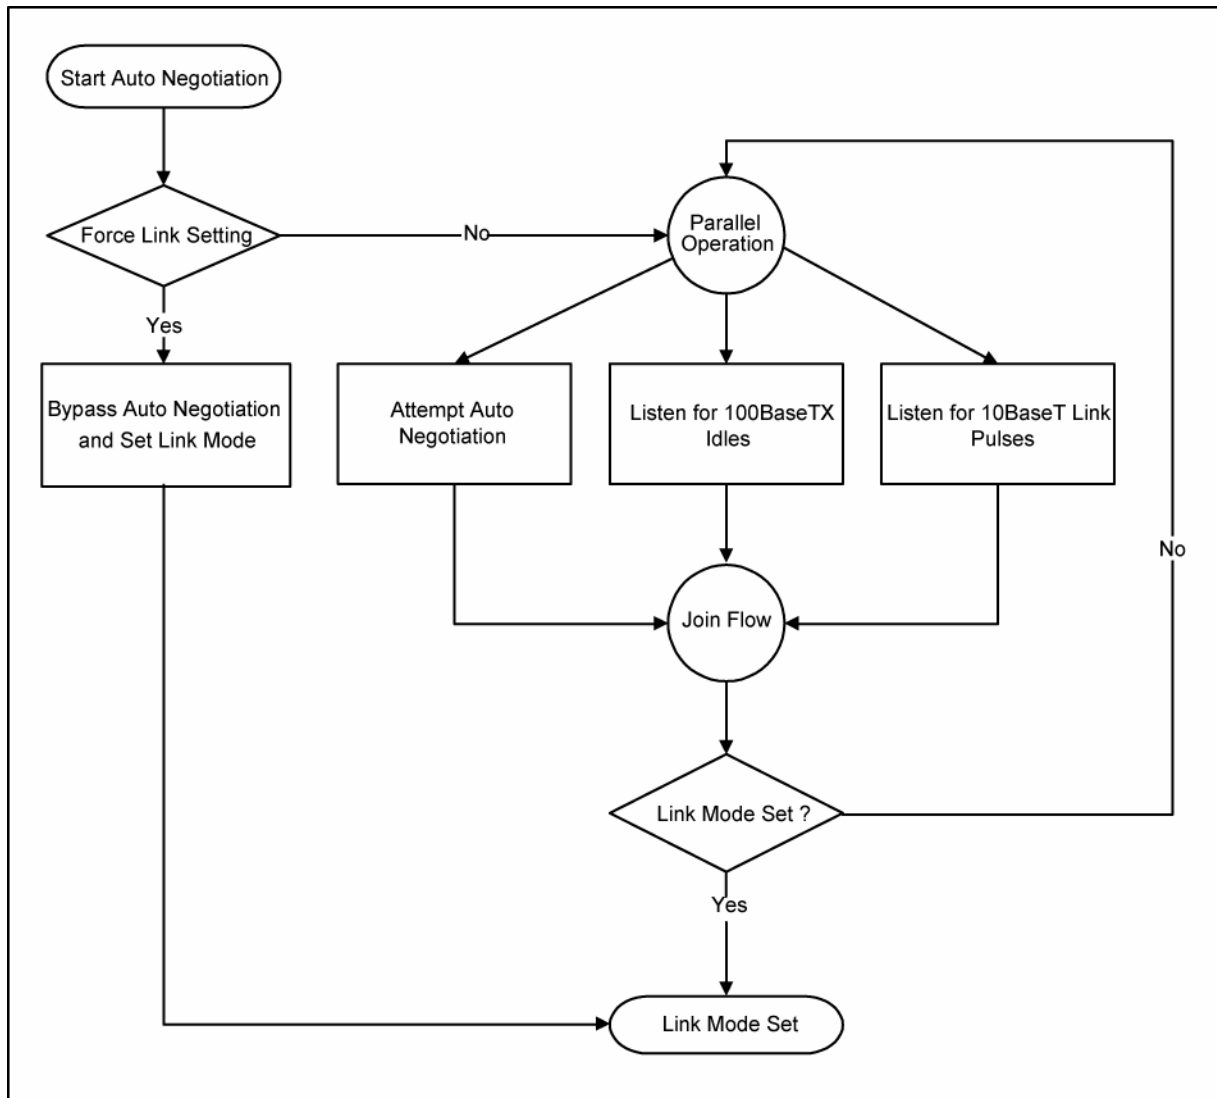 Start Auto Negotiation
Force Link Setting
No
Parallel
Operation
Yes
Bypass Auto Negotiation
and Set Link Mode
Attempt Auto
Negotiation
Listen for 100BaseTX
Idles
Listen for 10BaseT Link
Pulses
No
Join Flow
Link Mode Set ?
Yes
Link Mode Set